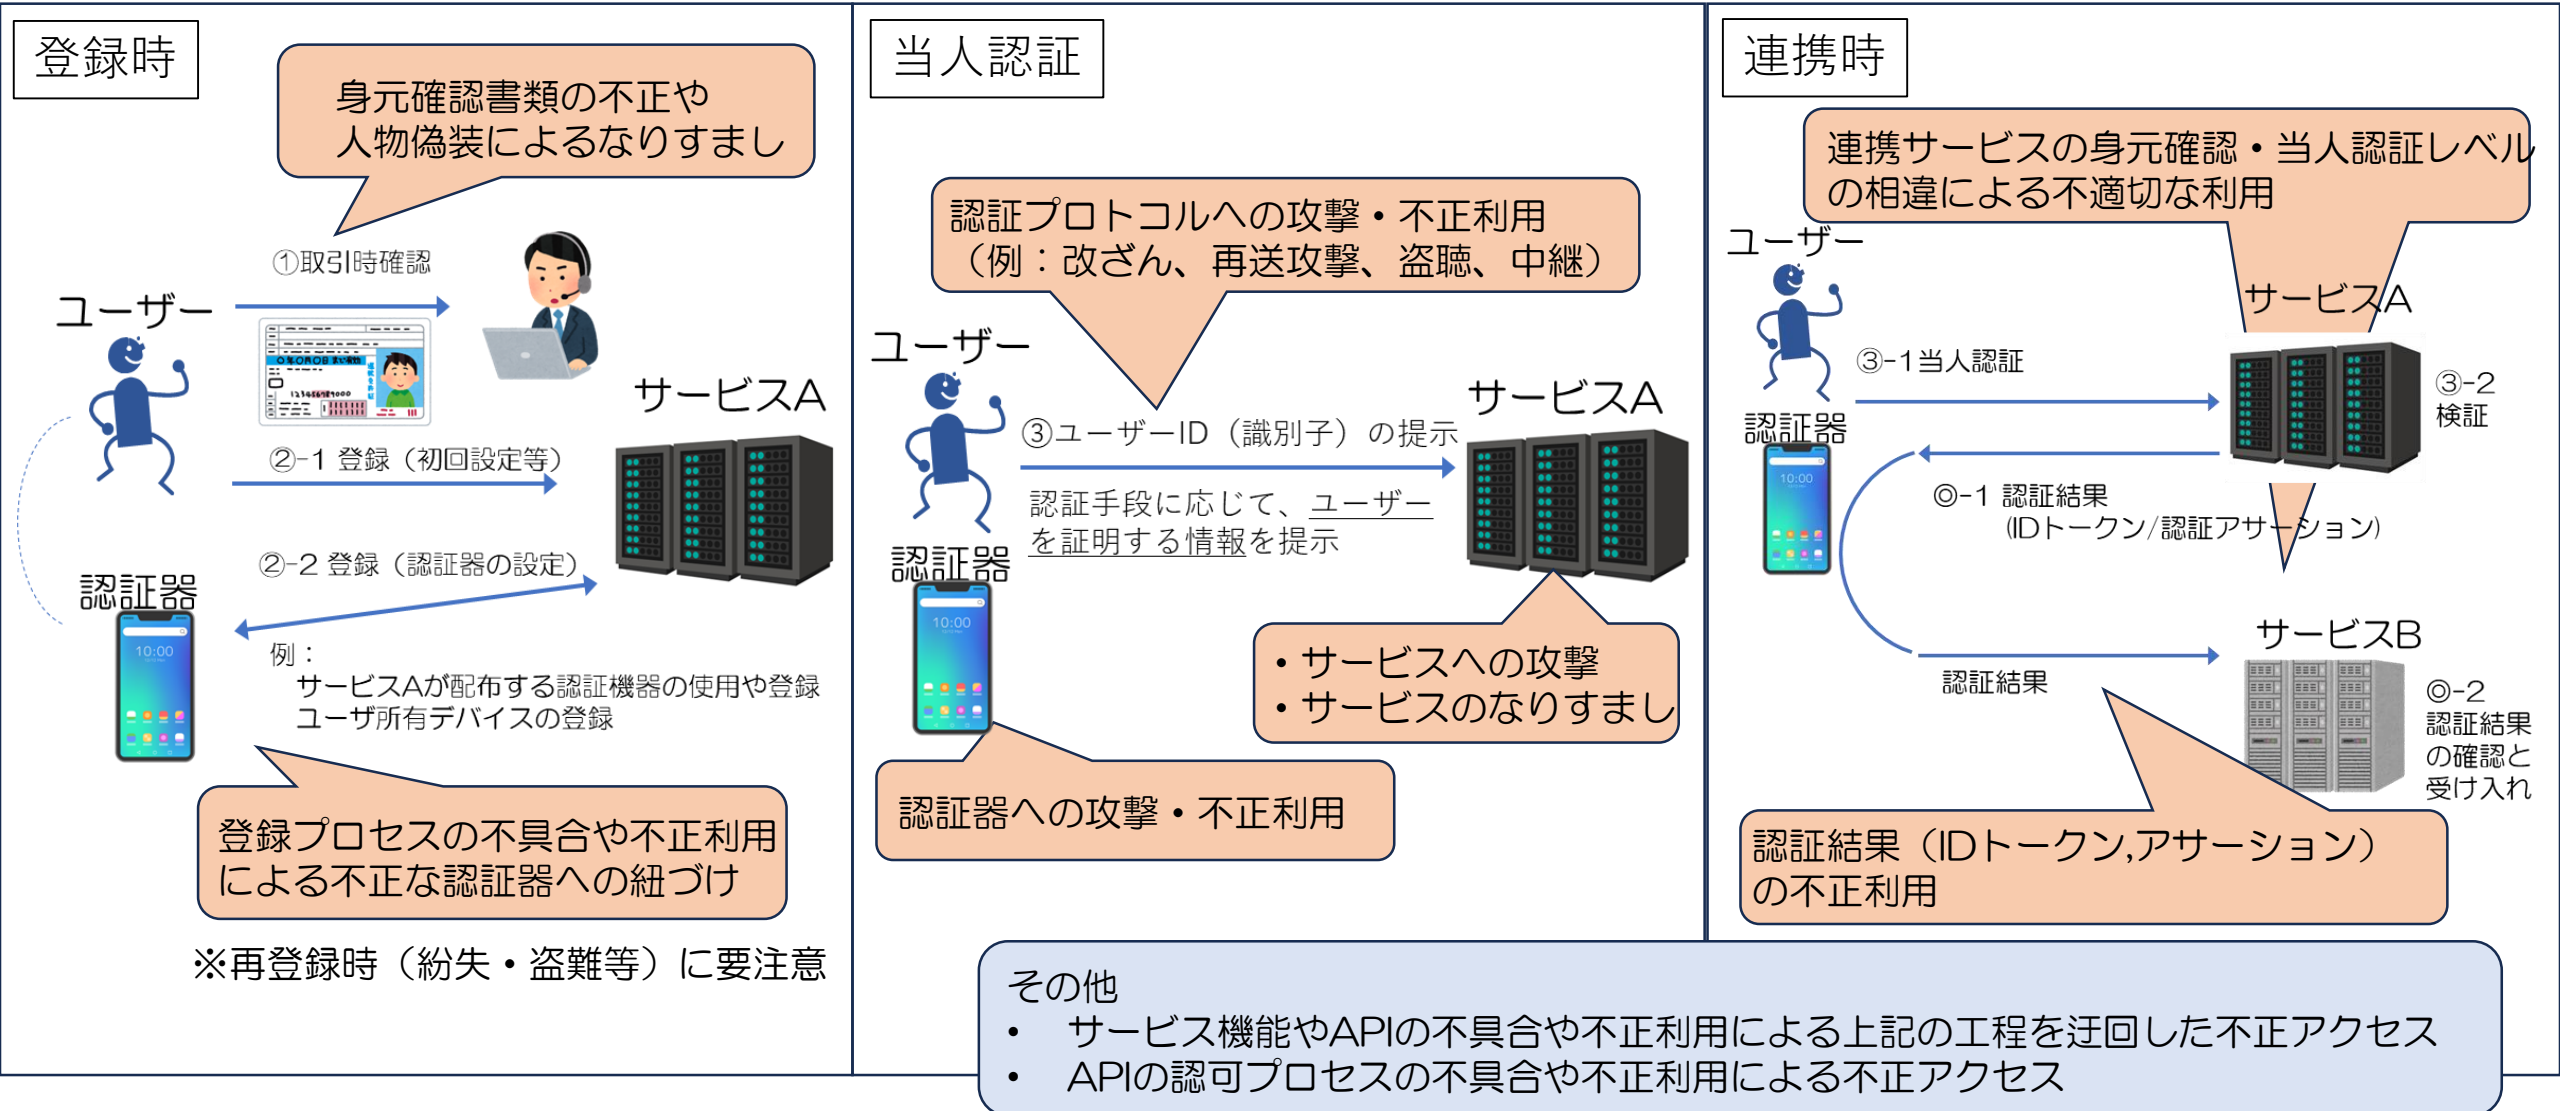 登録時
身元確認書類の不正や
人物偽装によるなりすまし
①取引時確認
ユーザー
〇年〇月〇日まで有効
123456789000
サービスA
②-1 登録（初回設定等）
②-2 登録（認証器の設定）
認証器
10:00
例：
サービスAが配布する認証機器の使用や登録
ユーザ所有デバイスの登録
登録プロセスの不具合や不正利用
による不正な認証器への紐づけ
※再登録時（紛失・盗難等）に要注意
当人認証
認証プロトコルへの攻撃・不正利用
（例：改ざん、再送攻撃、盗聴、中継）
ユーザー
サービスA
③ユーザーID（識別子）の提示
認証手段に応じて、ユーザー
を証明する情報を提示
認証器
10:00
・サービスへの攻撃
・サービスのなりすまし
認証器への攻撃・不正利用
連携時
連携サービスの身元確認・当人認証レベル
の相違による不適切な利用
ユーザー
サービスA
③-1当人認証
③-2
検証
認証器
10:00
◎-1 認証結果
(IDトークン/認証アサーション)
サービスB
認証結果
◎-2
認証結果
の確認と
受け入れ
認証結果（IDトークン,アサーション）
の不正利用
その他
• サービス機能やAPIの不具合や不正利用による上記の工程を迂回した不正アクセス
• APIの認可プロセスの不具合や不正利用による不正アクセス